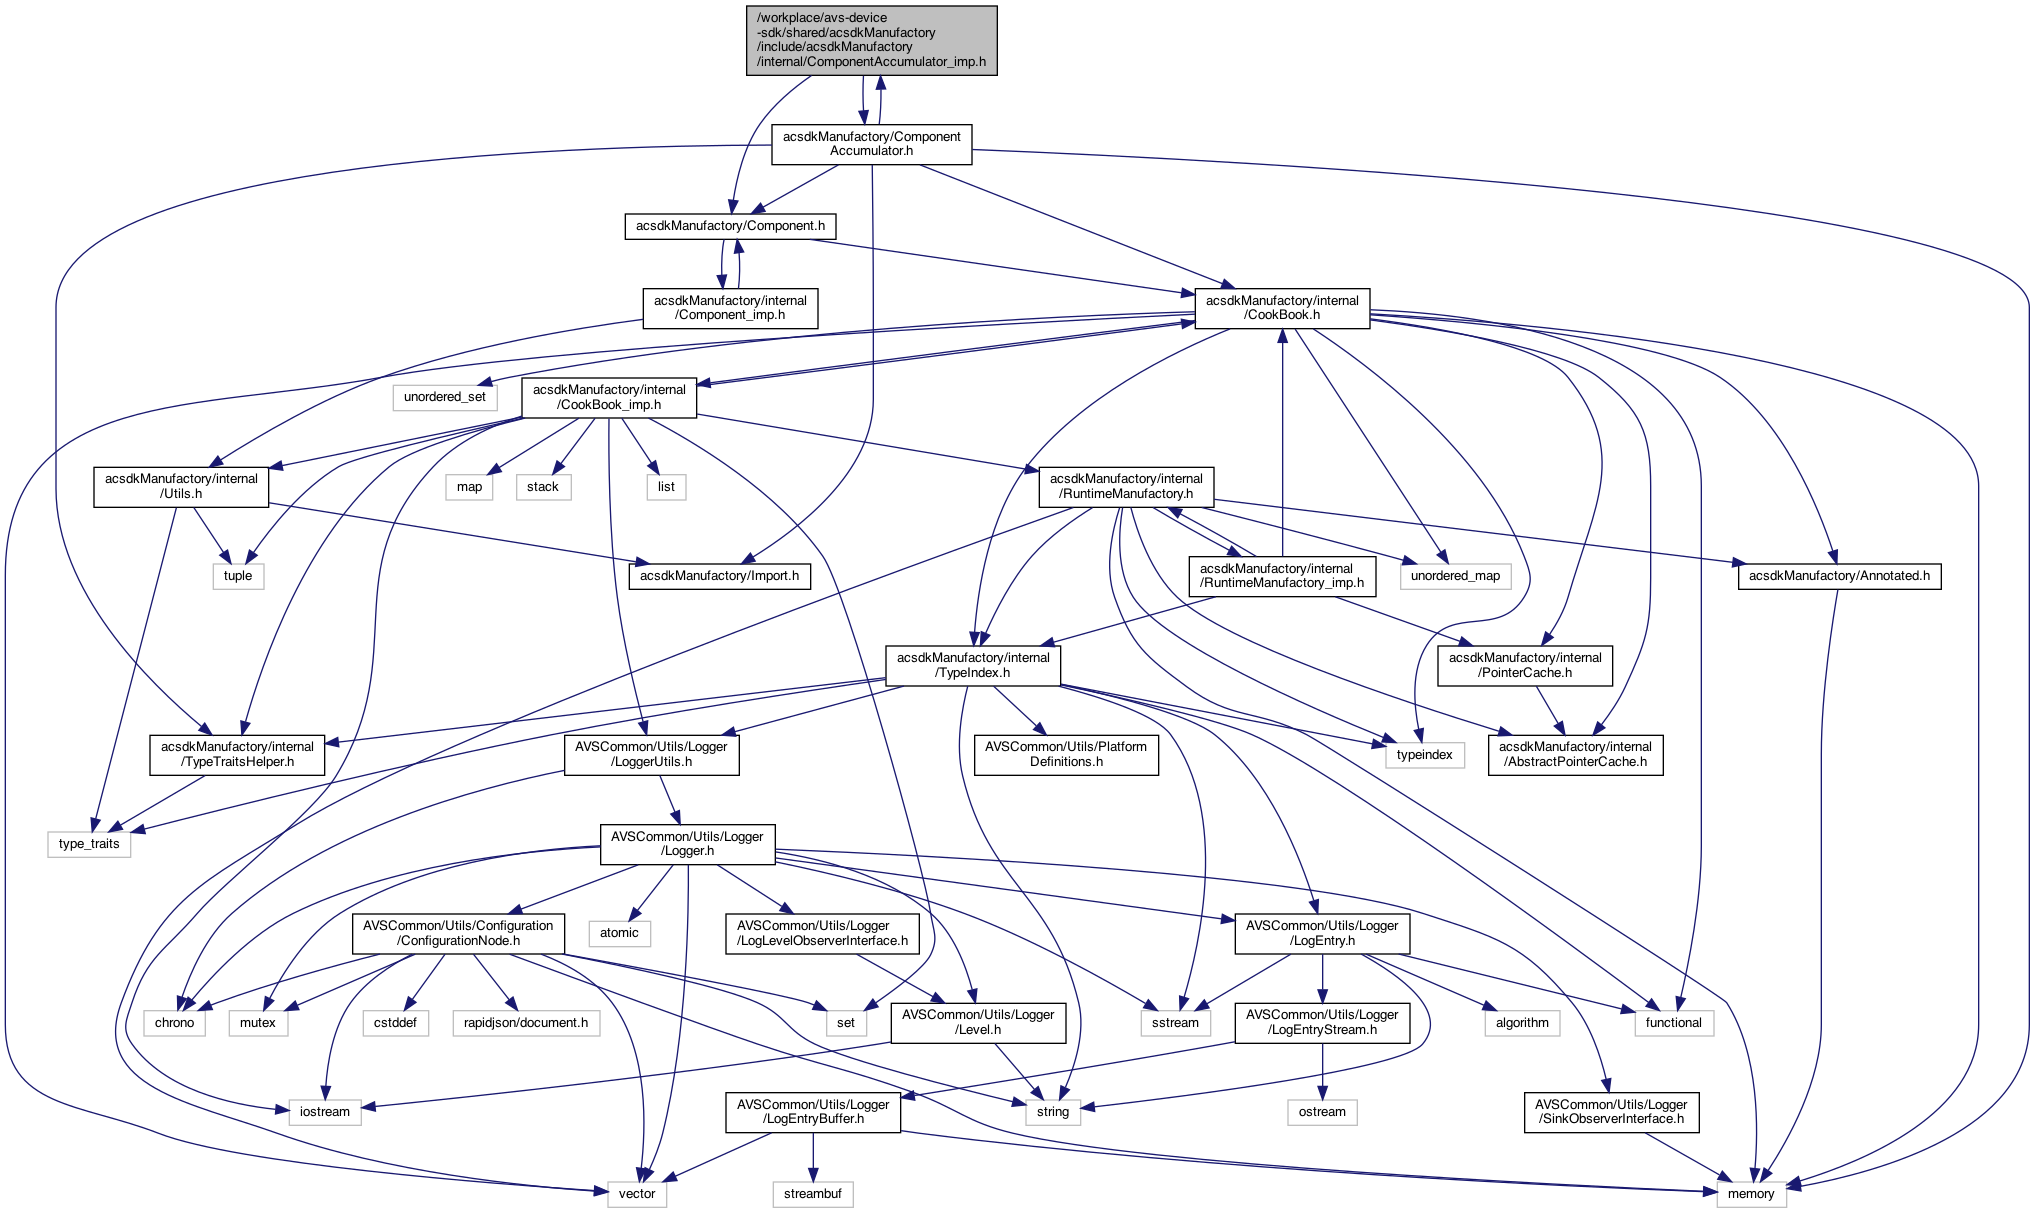 /workplace/avs-device
-sdk/shared/acsdkManufactory
/include/acsdkManufactory
/internal/ComponentAccumulator_imp.h
acsdkManufactory/Component
Accumulator.h
acsdkManufactory/Component.h
acsdkManufactory/internal
/Component_imp.h
acsdkManufactory/internal
/CookBook.h
unordered_set
acsdkManufactory/internal
/CookBook_imp.h
acsdkManufactory/internal
/Utils.h
map
stack
list
acsdkManufactory/internal
/RuntimeManufactory.h
tuple
acsdkManufactory/Import.h
acsdkManufactory/internal
/RuntimeManufactory_imp.h
unordered_map
acsdkManufactory/Annotated.h
acsdkManufactory/internal
/TypeIndex.h
acsdkManufactory/internal
/PointerCache.h
acsdkManufactory/internal
/TypeTraitsHelper.h
AVSCommon/Utils/Logger
/LoggerUtils.h
AVSCommon/Utils/Platform
Definitions.h
typeindex
acsdkManufactory/internal
/AbstractPointerCache.h
type_traits
AVSCommon/Utils/Logger
/Logger.h
AVSCommon/Utils/Configuration
/ConfigurationNode.h
atomic
AVSCommon/Utils/Logger
/LogLevelObserverInterface.h
AVSCommon/Utils/Logger
/LogEntry.h
chrono
mutex
cstddef
rapidjson/document.h
set
AVSCommon/Utils/Logger
/Level.h
sstream
AVSCommon/Utils/Logger
/LogEntryStream.h
algorithm
functional
iostream
AVSCommon/Utils/Logger
/LogEntryBuffer.h
string
ostream
AVSCommon/Utils/Logger
/SinkObserverInterface.h
vector
streambuf
memory